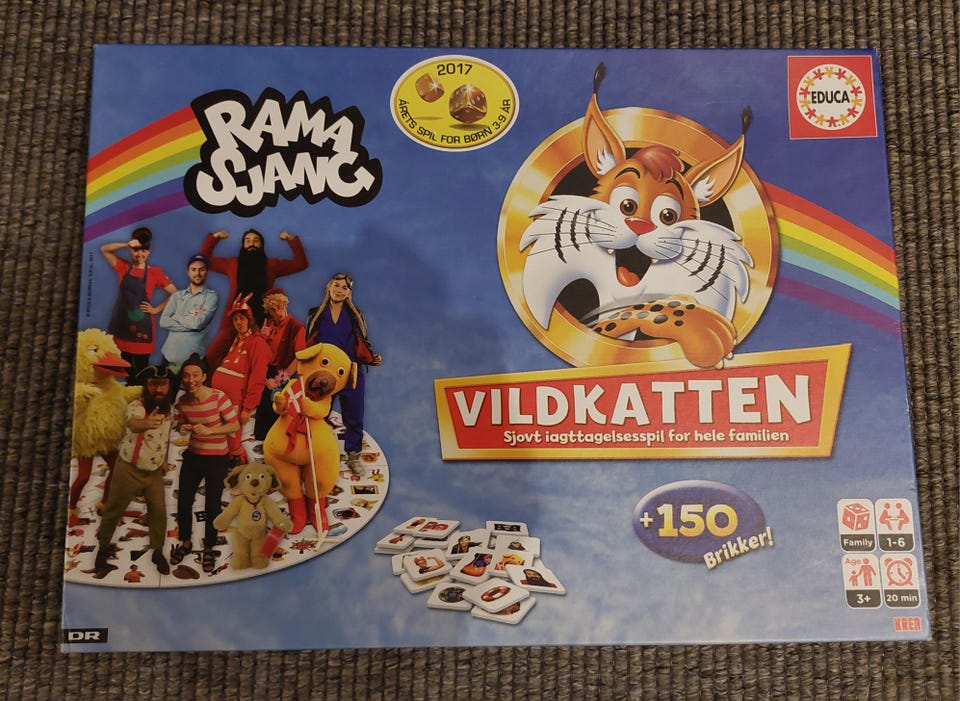 RAMA
SJANG
2017
ÅRETS SPIL FOR BØRN 3-9 ÅR
EDUCA
VILDKATTEN
Sjovt iagttagelsesspil for hele familien
+150
Brikker!
Family
1-6
Age
3+
20 min
KREA
DR